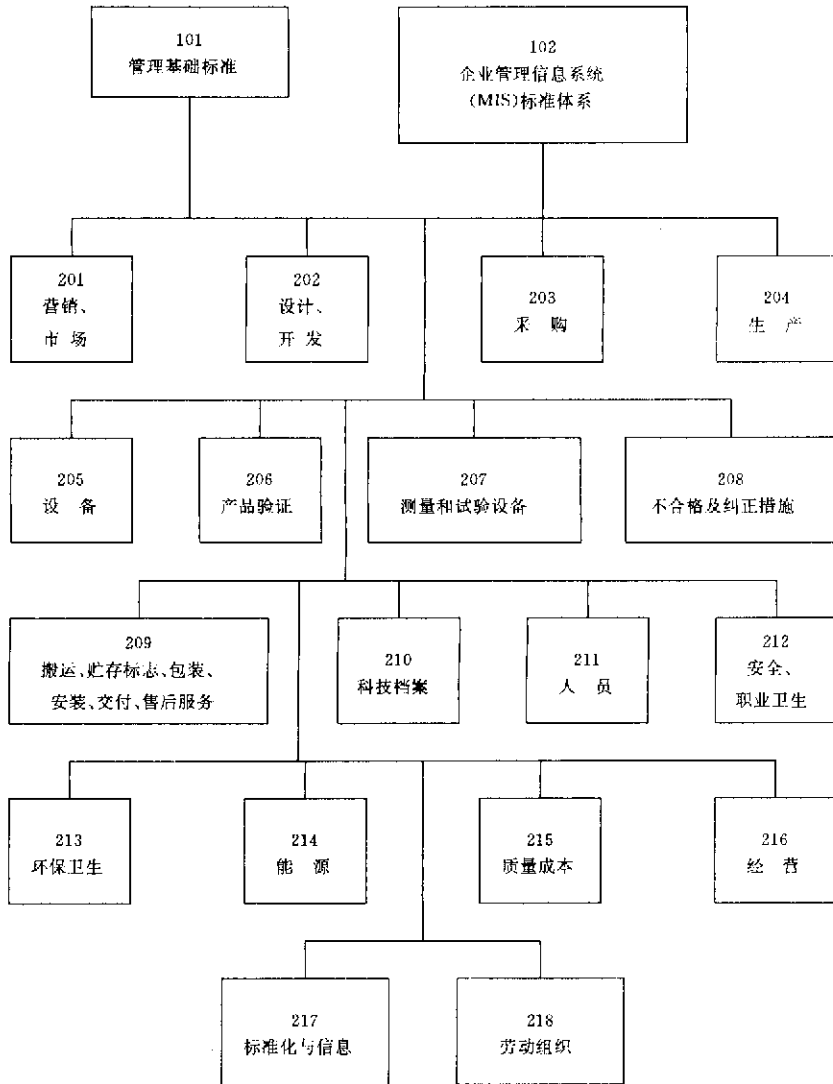 101
管理基础标准
102
企业管理信息系统
(MIS)标准体系
201
营销、
市 场
202
设计、
开 发
203
采 购
204
生 产
205
设 备
206
产品验证
207
测量和试验设备
208
不合格及纠正措施
209
搬运、贮存标志、包装、
安装、交付、售后服务
210
科技档案
211
人 员
212
安全、
职业卫生
213
环保卫生
214
能 源
215
质量成本
216
经 营
217
标准化与信息
218
劳动组织